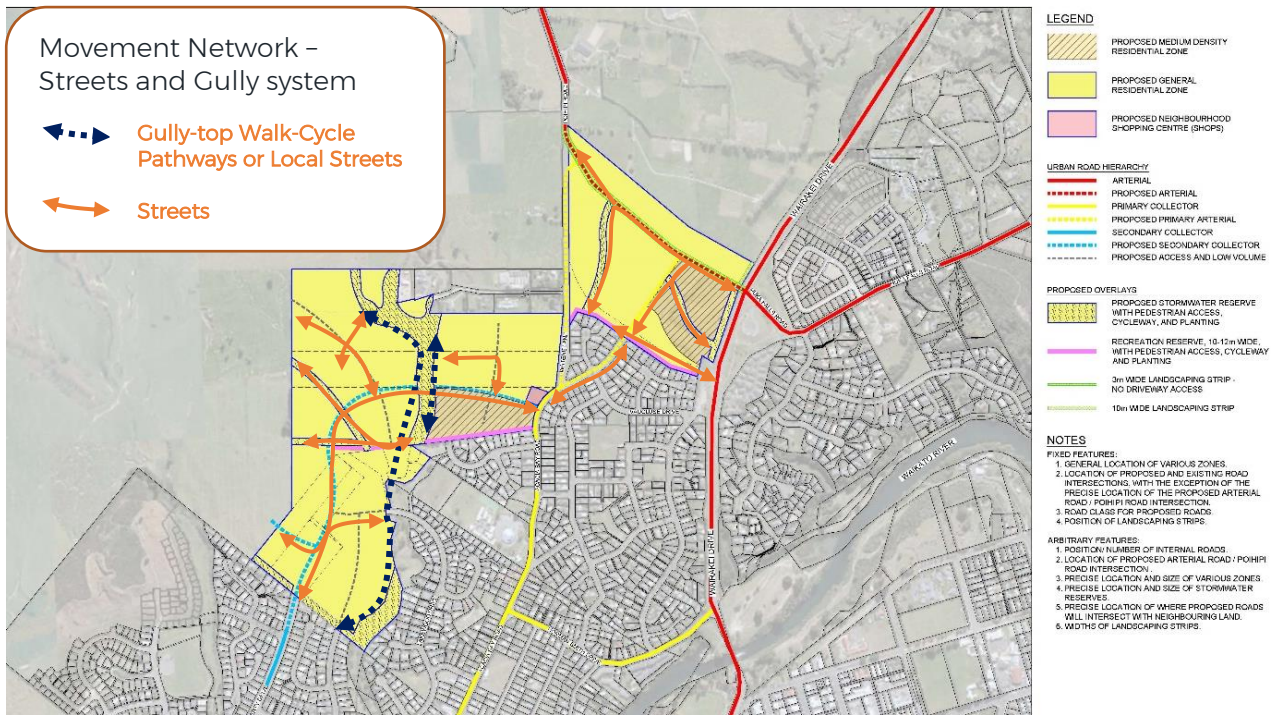 Movement Network –
Streets and Gully system
Gully-top Walk-Cycle
Pathways or Local Streets
Streets
WAIRAKEI DRIVE
WAIRAKEI DRIVE
WAIKATO RIVER
LEGEND
PROPOSED MEDIUM DENSITY
RESIDENTIAL ZONE
PROPOSED GENERAL
RESIDENTIAL ZONE
PROPOSED NEIGHBOURHOOD
SHOPPING CENTRE (SHOPS)
URBAN ROAD HIERARCHY
ARTERIAL
PROPOSED ARTERIAL
PRIMARY COLLECTOR
PROPOSED PRIMARY ARTERIAL
SECONDARY COLLECTOR
PROPOSED SECONDARY COLLECTOR
PROPOSED ACCESS AND LOW VOLUME
PROPOSED OVERLAYS
PROPOSED STORMWATER RESERVE
WITH PEDESTRIAN ACCESS,
CYCLEWAY, AND PLANTING
RECREATION RESERVE, 10-12m WIDE,
WITH PEDESTRIAN ACCESS, CYCLEWAY
AND PLANTING
3m WIDE LANDSCAPING STRIP -
NO DRIVEWAY ACCESS
10m WIDE LANDSCAPING STRIP
NOTES
FIXED FEATURES:
1. GENERAL LOCATION OF VARIOUS ZONES.
2. LOCATION OF PROPOSED AND EXISTING ROAD
INTERSECTIONS, WITH THE EXCEPTION OF THE
PRECISE LOCATION OF THE PROPOSED ARTERIAL
ROAD / POIHIPI ROAD INTERSECTION.
3. ROAD CLASS FOR PROPOSED ROADS.
4. POSITION OF LANDSCAPING STRIPS.
ARBITRARY FEATURES:
1. POSITION/ NUMBER OF INTERNAL ROADS.
2. LOCATION OF PROPOSED ARTERIAL ROAD / POIHIPI
ROAD INTERSECTION .
3. PRECISE LOCATION AND SIZE OF VARIOUS ZONES.
4. PRECISE LOCATION AND SIZE OF STORMWATER
RESERVES.
5. PRECISE LOCATION OF WHERE PROPOSED ROADS
WILL INTERSECT WITH NEIGHBOURING LAND.
6. WIDTHS OF LANDSCAPING STRIPS.